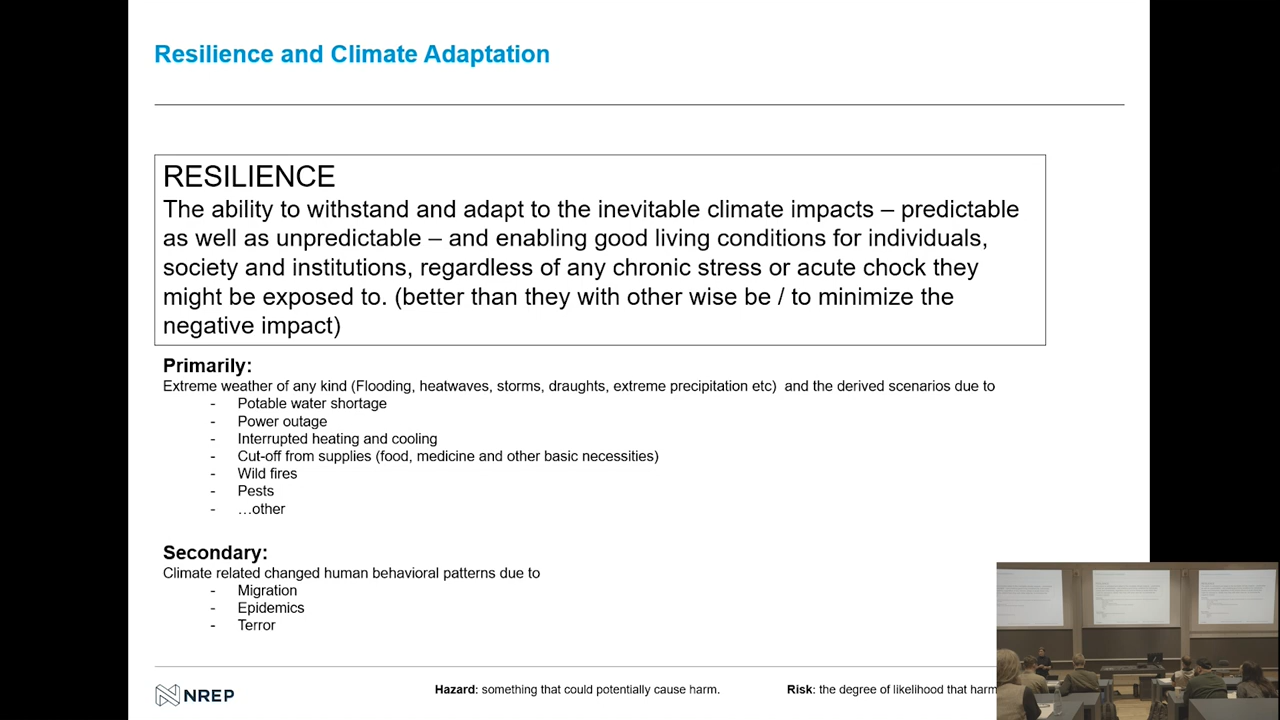 Resilience and Climate Adaptation
RESILIENCE
The ability to withstand and adapt to the inevitable climate impacts – predictable
as well as unpredictable – and enabling good living conditions for individuals,
society and institutions, regardless of any chronic stress or acute chock they
might be exposed to. (better than they with other wise be / to minimize the
negative impact)
Primarily:
Extreme weather of any kind (Flooding, heatwaves, storms, draughts, extreme precipitation etc)  and the derived scenarios due to
- Potable water shortage
- Power outage
- Interrupted heating and cooling
- Cut-off from supplies (food, medicine and other basic necessities)
- Wild fires
- Pests
- …other
Secondary:
Climate related changed human behavioral patterns due to
- Migration
- Epidemics
- Terror
NREP
Hazard: something that could potentially cause harm.
Risk: the degree of likelihood that harm